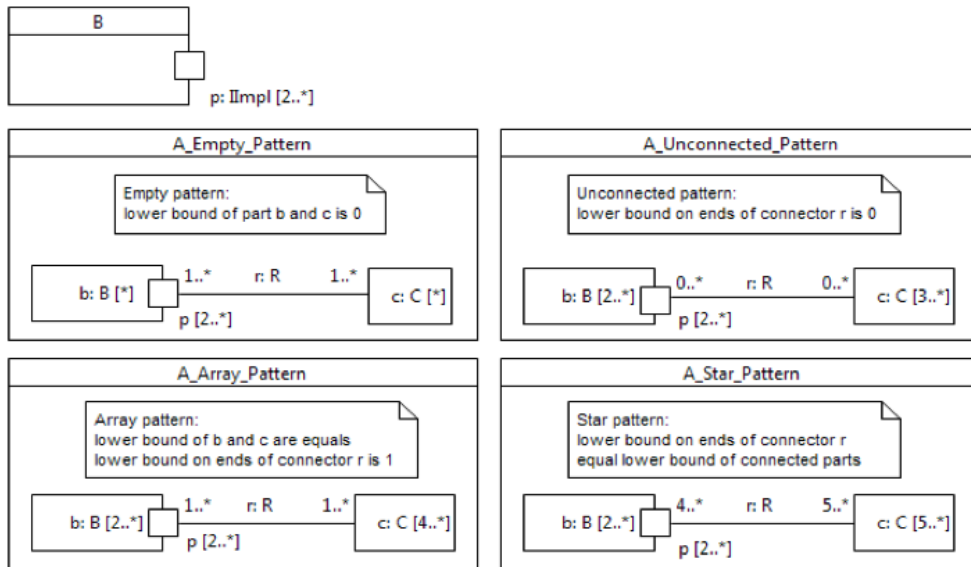 B
p: IImpl [2..*]
A_Empty_Pattern
Empty pattern:
lower bound of part b and c is 0
1..* r: R 1..*
b: B [*]
c: C [*]
p [2..*]
A_Unconnected_Pattern
Unconnected pattern:
lower bound on ends of connector r is 0
0..* r: R 0..*
b: B [2..*]
c: C [3..*]
p [2..*]
A_Array_Pattern
Array pattern:
lower bound of b and c are equals
lower bound on ends of connector r is 1
1..* r: R 1..*
b: B [2..*]
c: C [4..*]
p [2..*]
A_Star_Pattern
Star pattern:
lower bound on ends of connector r
equal lower bound of connected parts
4..* r: R 5..*
b: B [2..*]
c: C [5..*]
p [2..*]